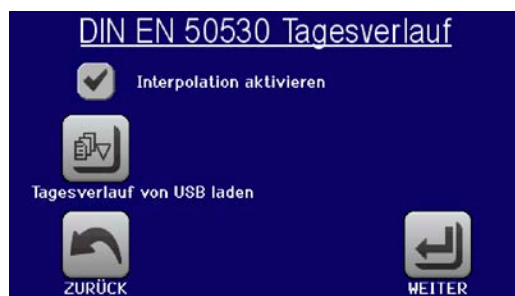 DIN EN 50530 Tagesverlauf
Interpolation aktivieren
Tagesverlauf von USB laden
ZURÜCK
WEITER